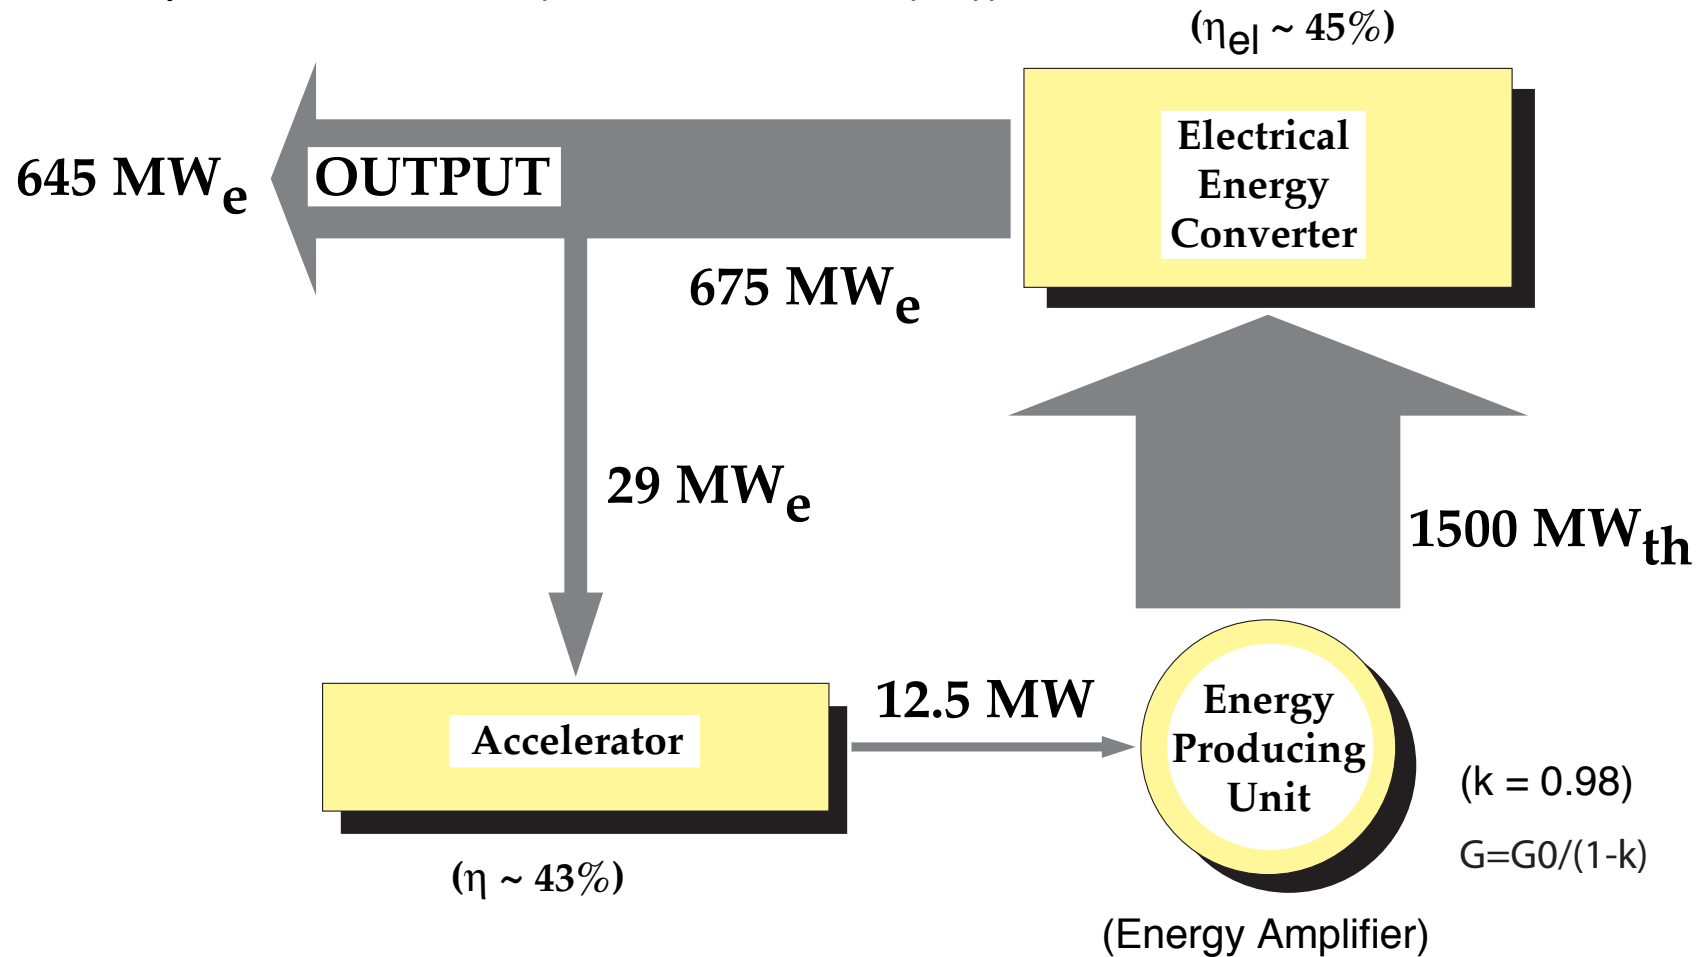 (ηel ~ 45%)
Electrical
Energy
Converter
645 MWe
OUTPUT
675 MWe
29 MWe
1500 MWth
Accelerator
12.5 MW
Energy
Producing
Unit
(k = 0.98)
G=G0/(1-k)
(η ~ 43%)
(Energy Amplifier)